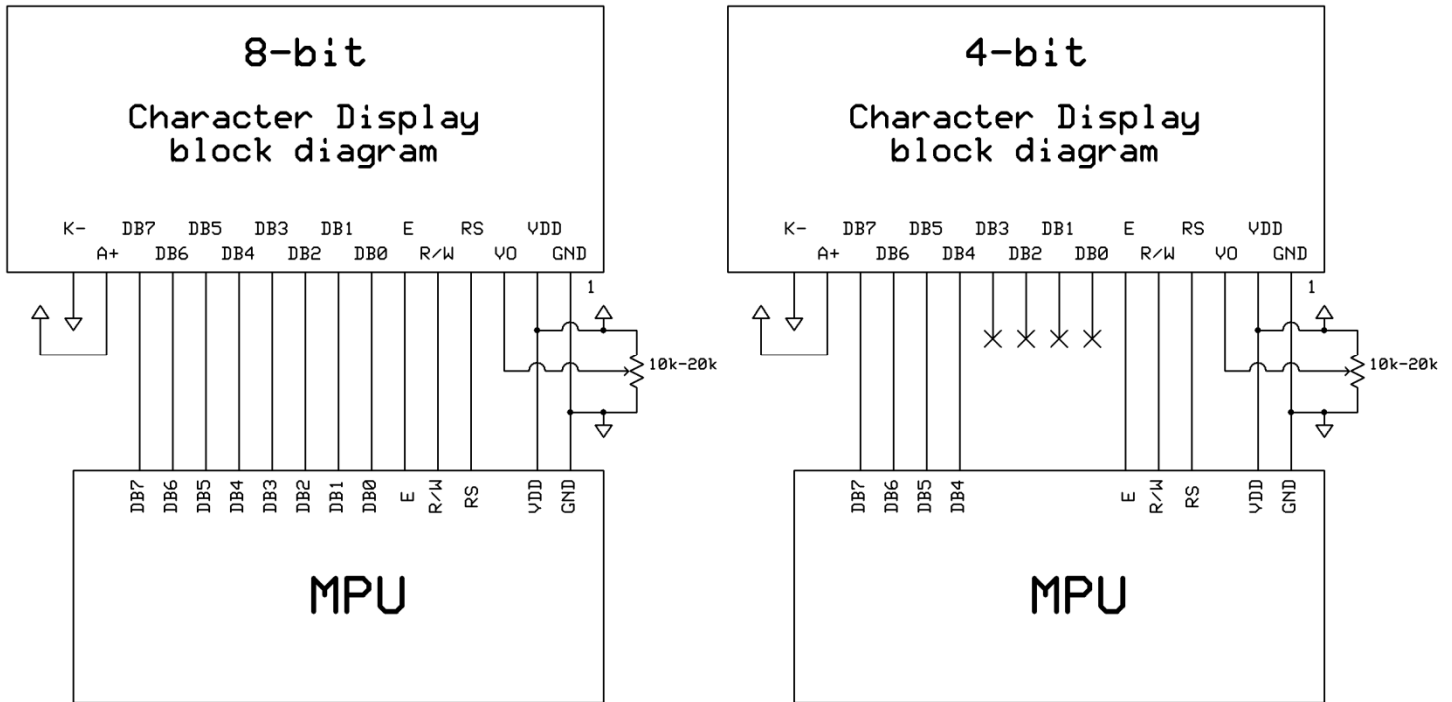 8-bit
Character Display
block diagram
K- DB7 DB5 DB3 DB1 E RS VDD
A+ DB6 DB4 DB2 DB0 R/W VO GND
1
10k-20k
DB7 DB6 DB5 DB4 DB3 DB2 DB1 DB0 E R/W RS VDD GND
MPU
4-bit
Character Display
block diagram
K- DB7 DB5 DB3 DB1 E RS VDD
A+ DB6 DB4 DB2 DB0 R/W VO GND
1
10k-20k
DB7 DB6 DB5 DB4 E R/W RS VDD GND
MPU